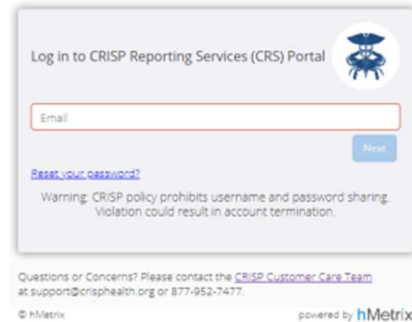 Log in to CRISP Reporting Services (CRS) Portal
Email
Next
Reset your password?
Warning: CRISP policy prohibits username and password sharing.
Violation could result in account termination.
Questions or Concerns? Please contact the CRISP Customer Care Team
at support@crisphealth.org or 877-952-7477.
© hMetrix
powered by hMetrix